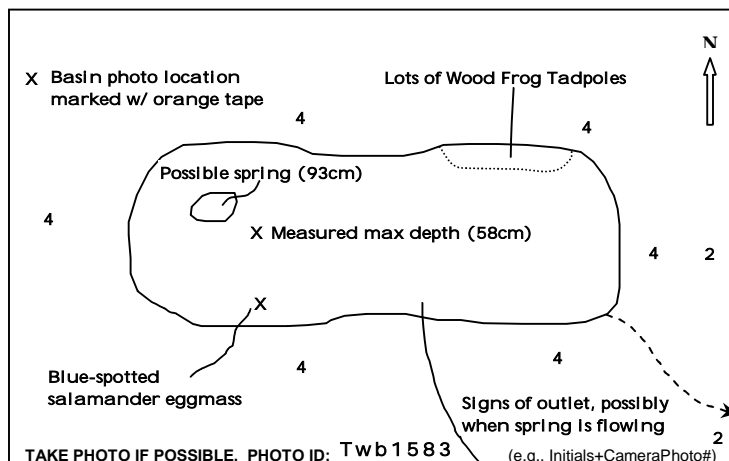 N
X Basin photo location
marked w/ orange tape
Lots of Wood Frog Tadpoles
4
4
Possible spring (93cm)
4
X Measured max depth (58cm)
4
2
X
4
4
Blue-spotted
salamander eggmass
Signs of outlet, possibly
when spring is flowing
2
TAKE PHOTO IF POSSIBLE. PHOTO ID: Twb1583 (e.g., Initials+CameraPhoto#)